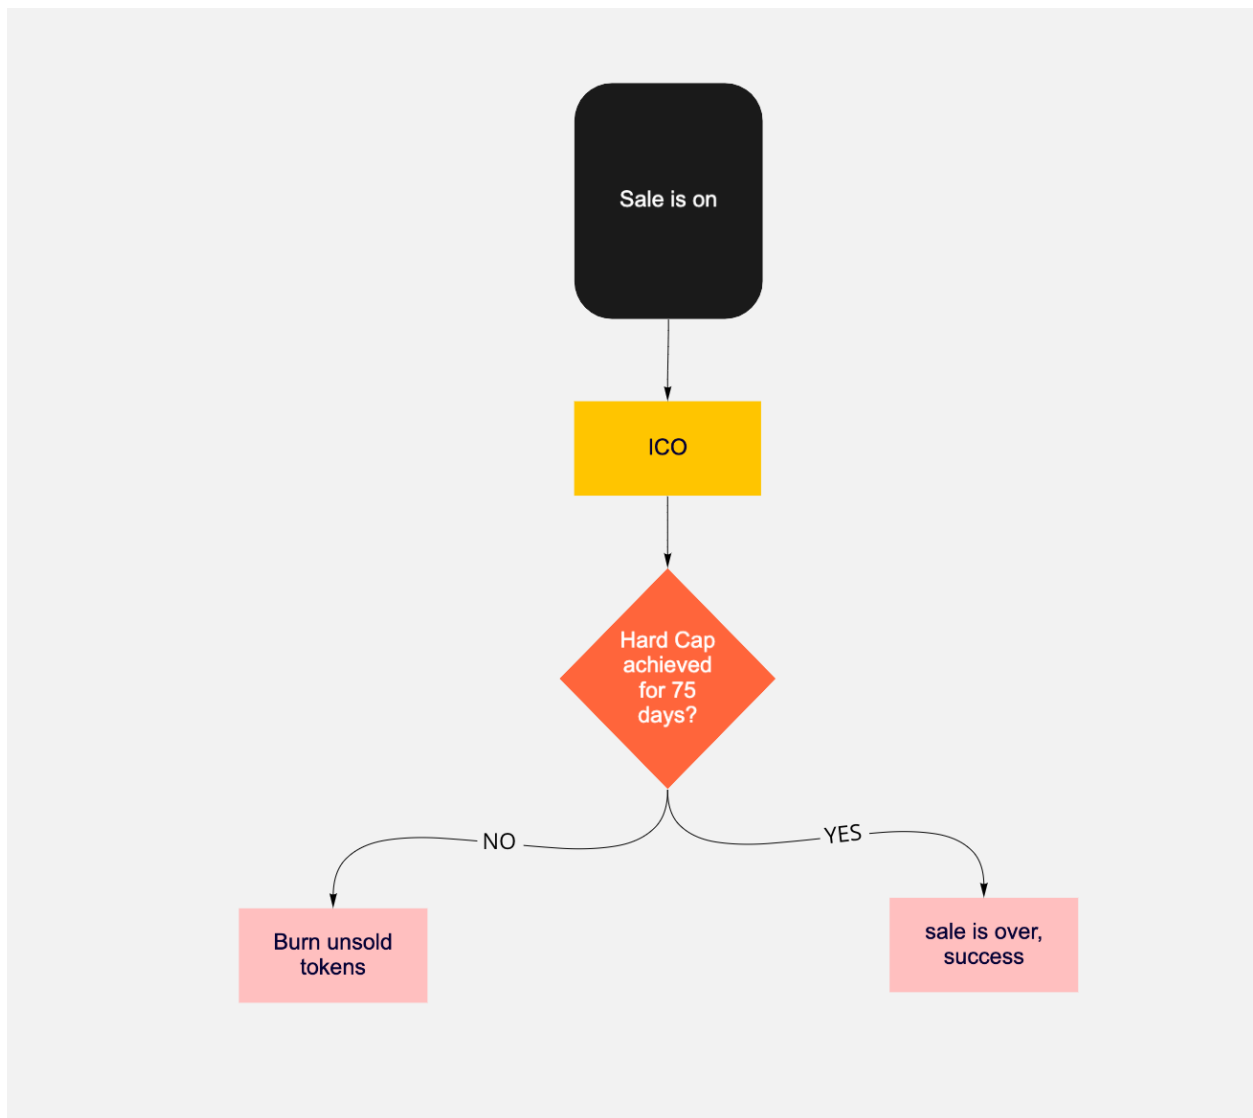 Sale is on
ICO
Hard Cap
achieved
for 75
days?
NO
YES
Burn unsold
tokens
sale is over,
success